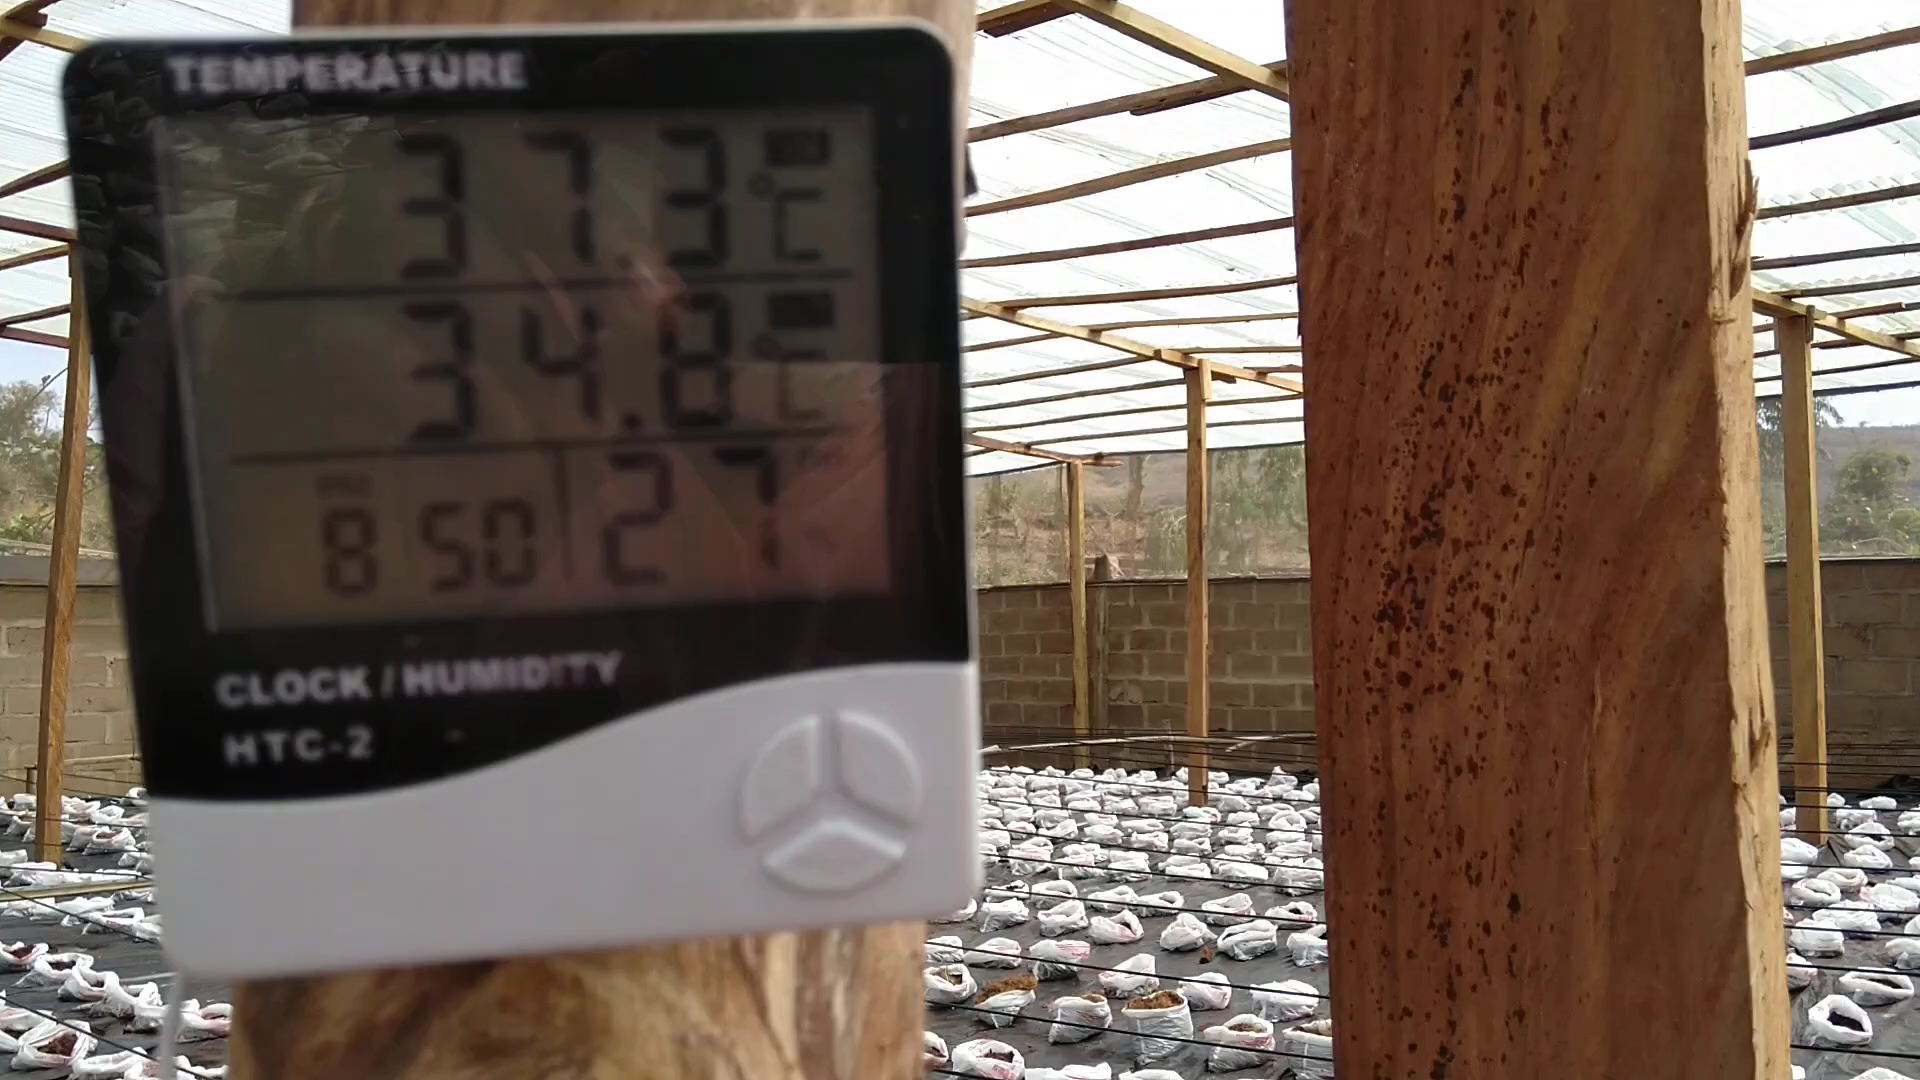 TEMPERATURE
37.3 °C
34.8 °C
8 50 27
CLOCK / HUMIDITY
HTC-2